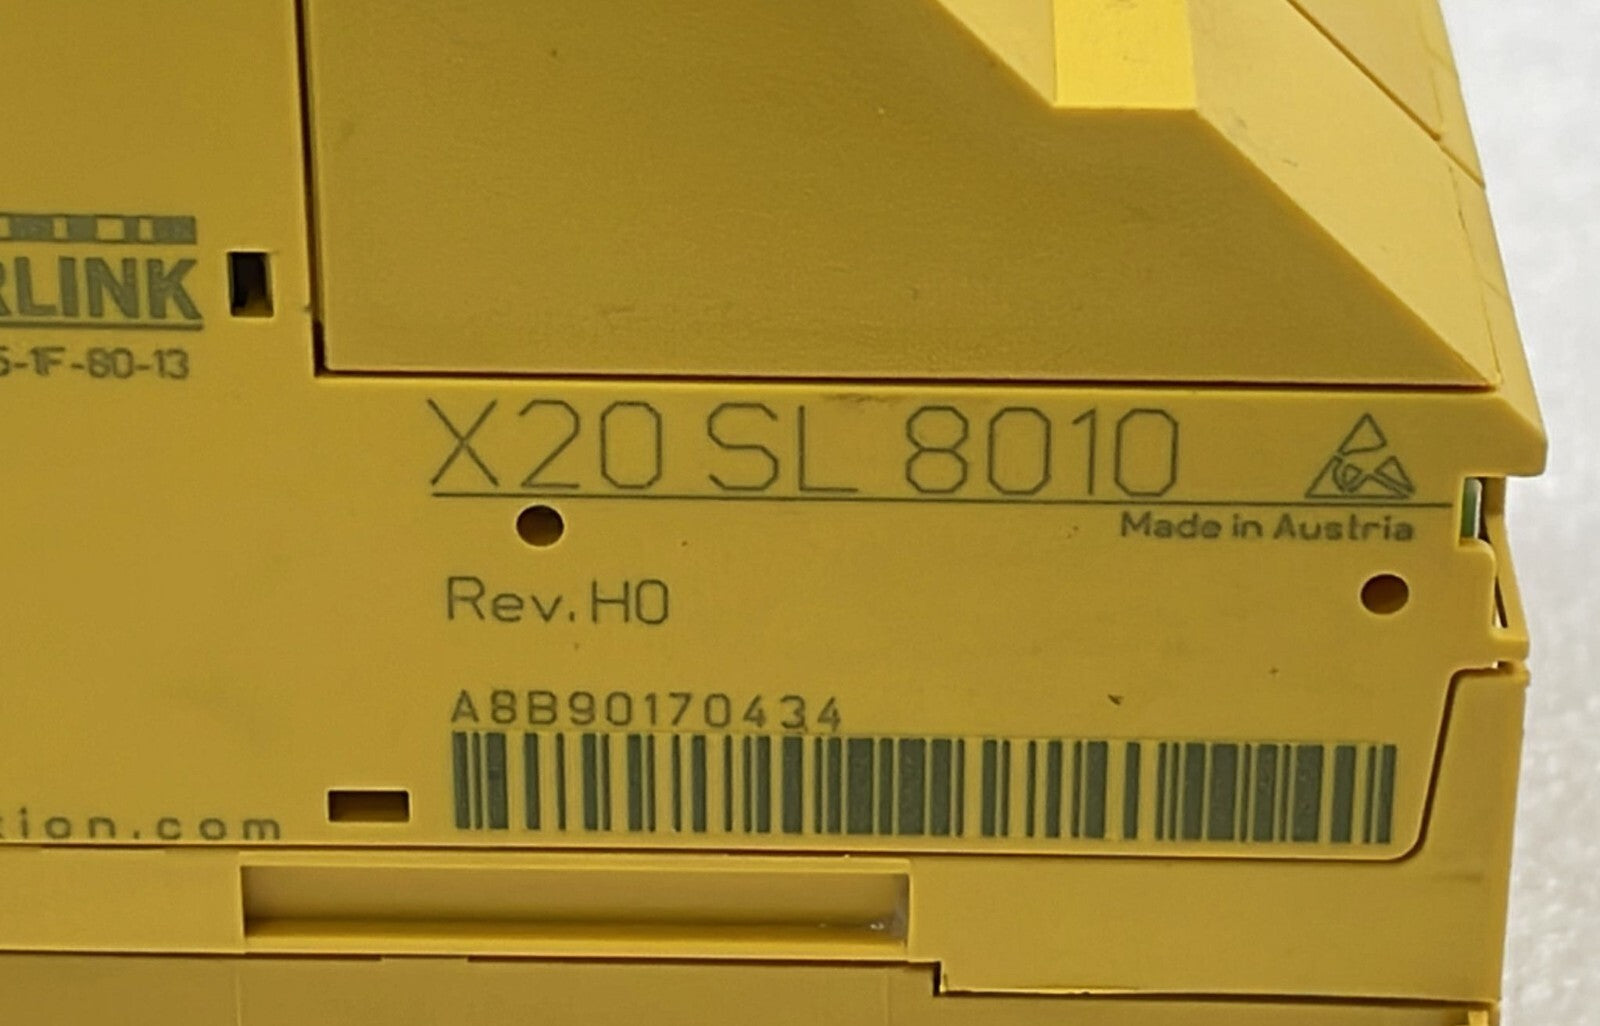 RLINK
5-1F-80-13
X20 SL 8010
Made in Austria
Rev. H0
A8B90170434
tion.com